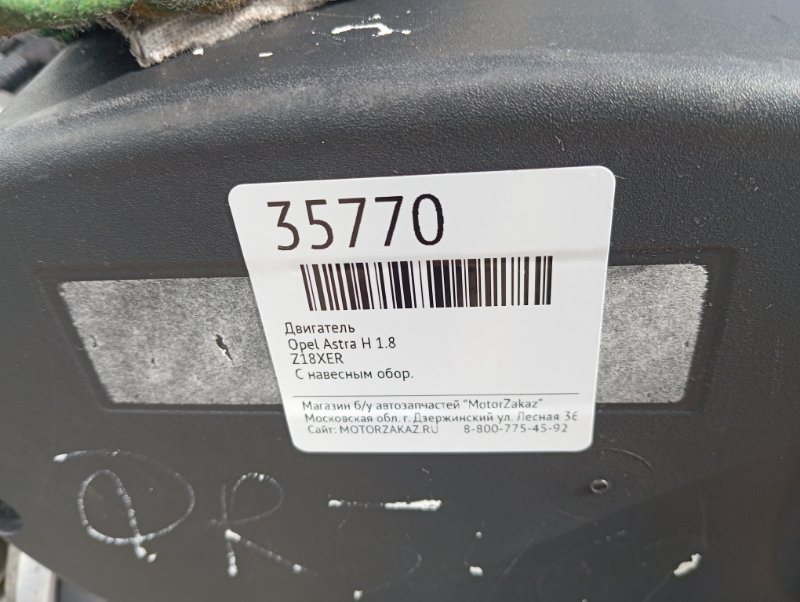 35770
Двигатель
Opel Astra H 1.8
Z18XER
С навесным обор.
Магазин б/у автозапчастей "MotorZakaz"
Московская обл. г. Дзержинский ул. Лесная 36
Сайт: MOTORZAKAZ.RU 8-800-775-45-92